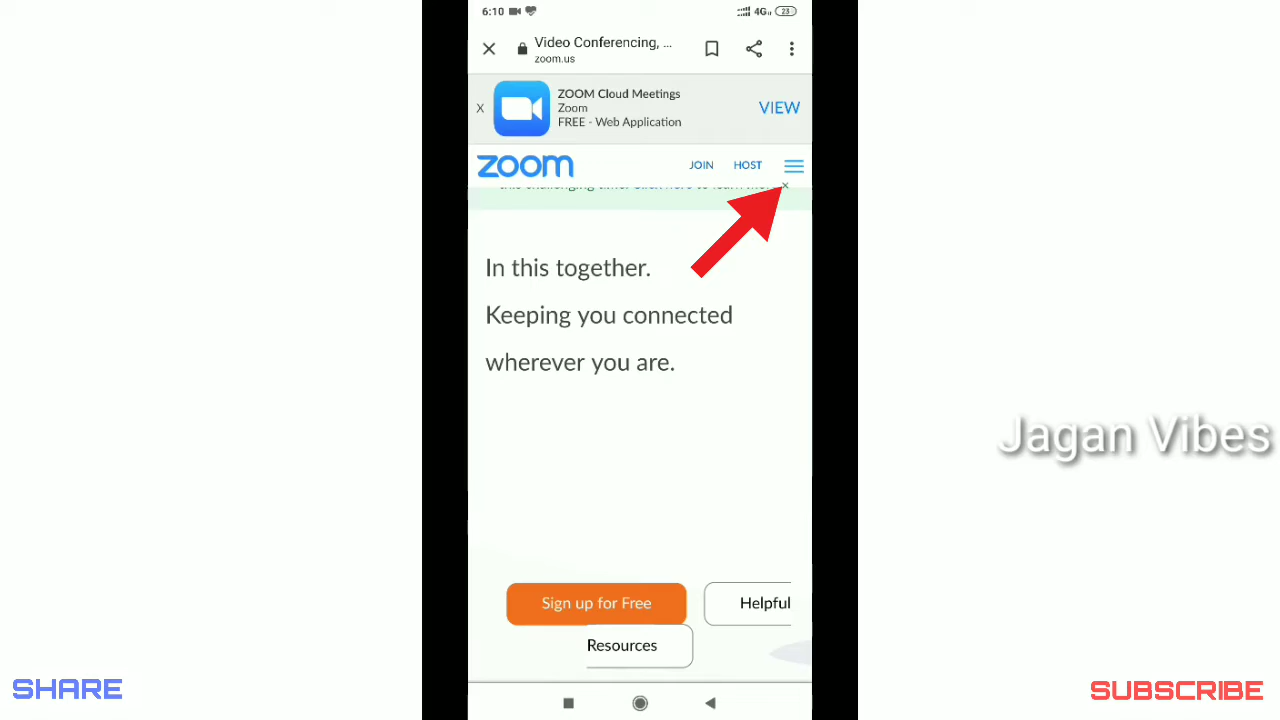 6:10
4G
23
Video Conferencing, ...
zoom.us
X
ZOOM Cloud Meetings
Zoom
FREE - Web Application
VIEW
zoom
JOIN
HOST
In this together.
Keeping you connected
wherever you are.
Jagan Vibes
Sign up for Free
Helpful
Resources
SHARE
SUBSCRIBE